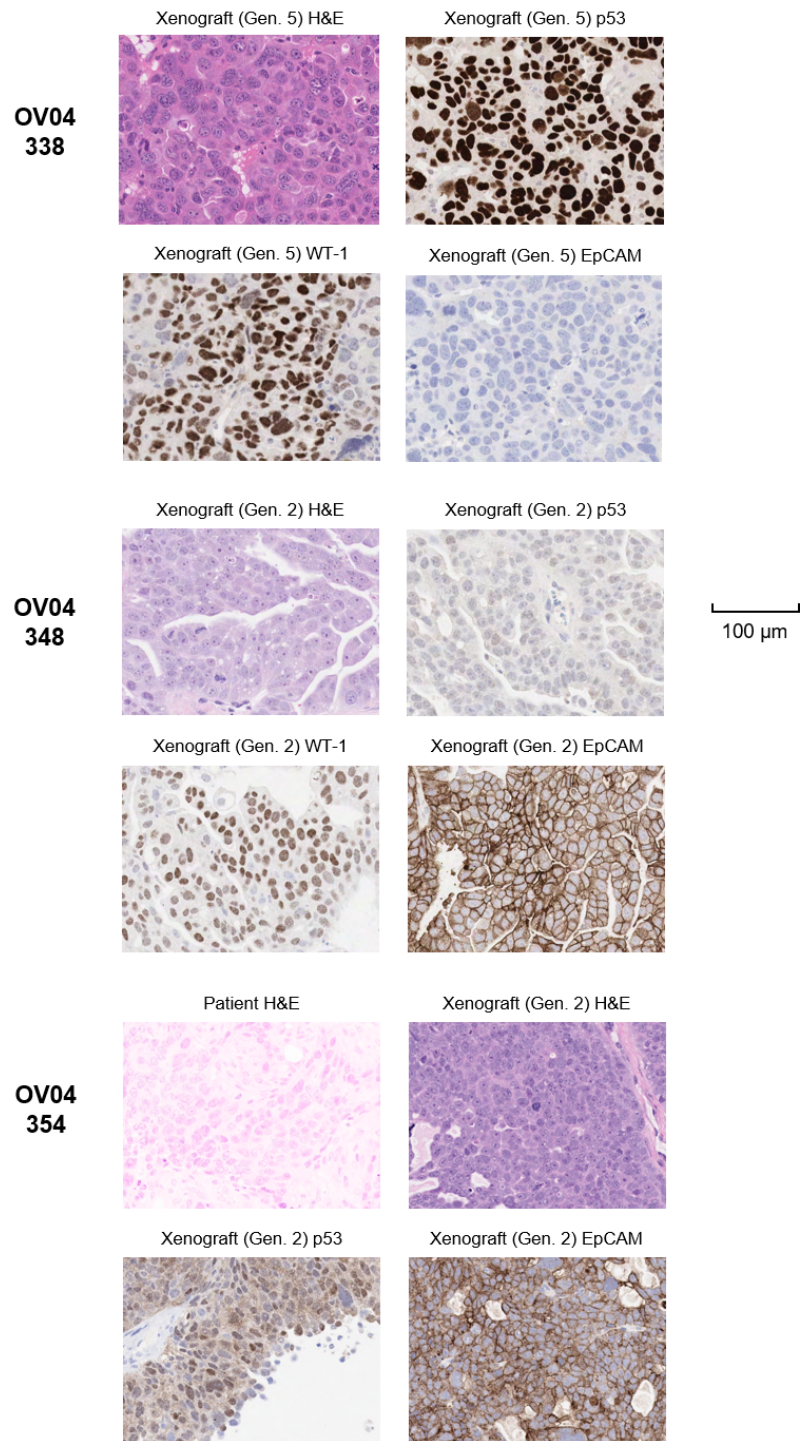 Xenograft (Gen. 5) H&E
Xenograft (Gen. 5) p53
OV04
338
Xenograft (Gen. 5) WT-1
Xenograft (Gen. 5) EpCAM
Xenograft (Gen. 2) H&E
Xenograft (Gen. 2) p53
OV04
348
100 µm
Xenograft (Gen. 2) WT-1
Xenograft (Gen. 2) EpCAM
Patient H&E
Xenograft (Gen. 2) H&E
OV04
354
Xenograft (Gen. 2) p53
Xenograft (Gen. 2) EpCAM